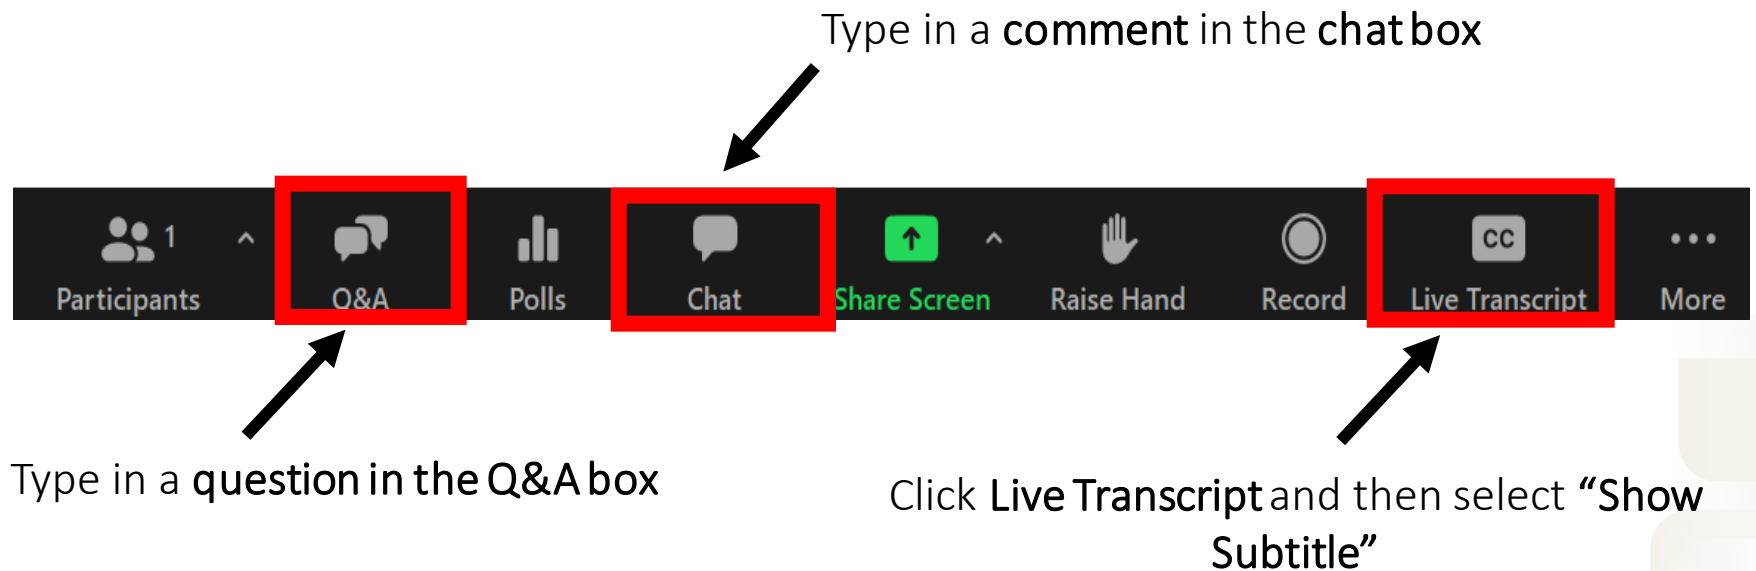 Type in a comment in the chat box
1
Participants
Q&A
Polls
Chat
Share Screen
Raise Hand
Record
CC
Live Transcript
More
Type in a question in the Q&A box
Click Live Transcript and then select “Show
Subtitle”